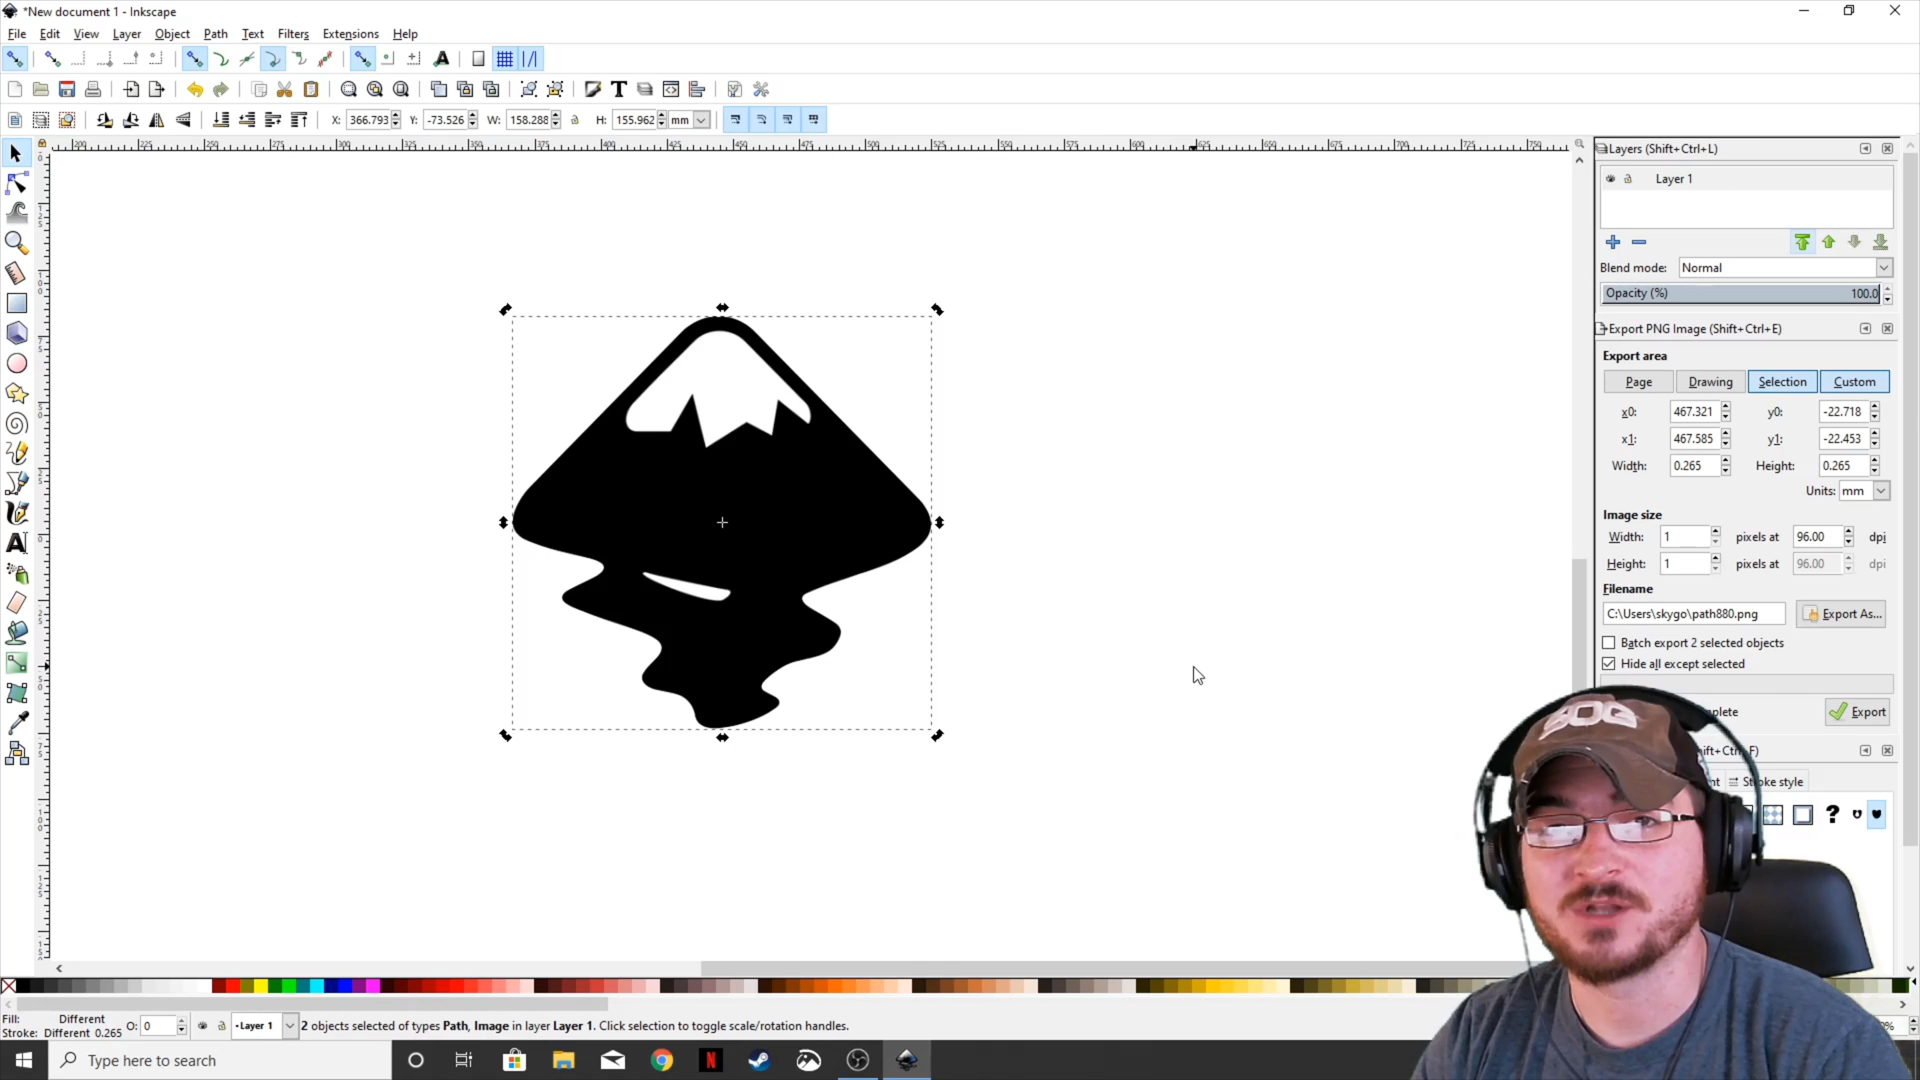 *New document 1 - Inkscape
File Edit View Layer Object Path Text Filters Extensions Help
X: 366.793 Y: -73.526 W: 158.288 H: 155.962 mm
Layers (Shift+Ctrl+L)
Layer 1
Blend mode: Normal
Opacity (%) 100.0
Export PNG Image (Shift+Ctrl+E)
Export area
Page Drawing Selection Custom
x0: 467.321 y0: -22.718
x1: 467.585 y1: -22.453
Width: 0.265 Height: 0.265
Units: mm
Image size
Width: 1 pixels at 96.00 dpi
Height: 1 pixels at 96.00 dpi
Filename
C:\Users\skygo\path880.png Export As...
Batch export 2 selected objects
Hide all except selected
Export
Stroke style
?
Fill: Different O: 0 Layer 1 2 objects selected of types Path, Image in layer Layer 1. Click selection to toggle scale/rotation handles.
Stroke: Different 0.265
Type here to search